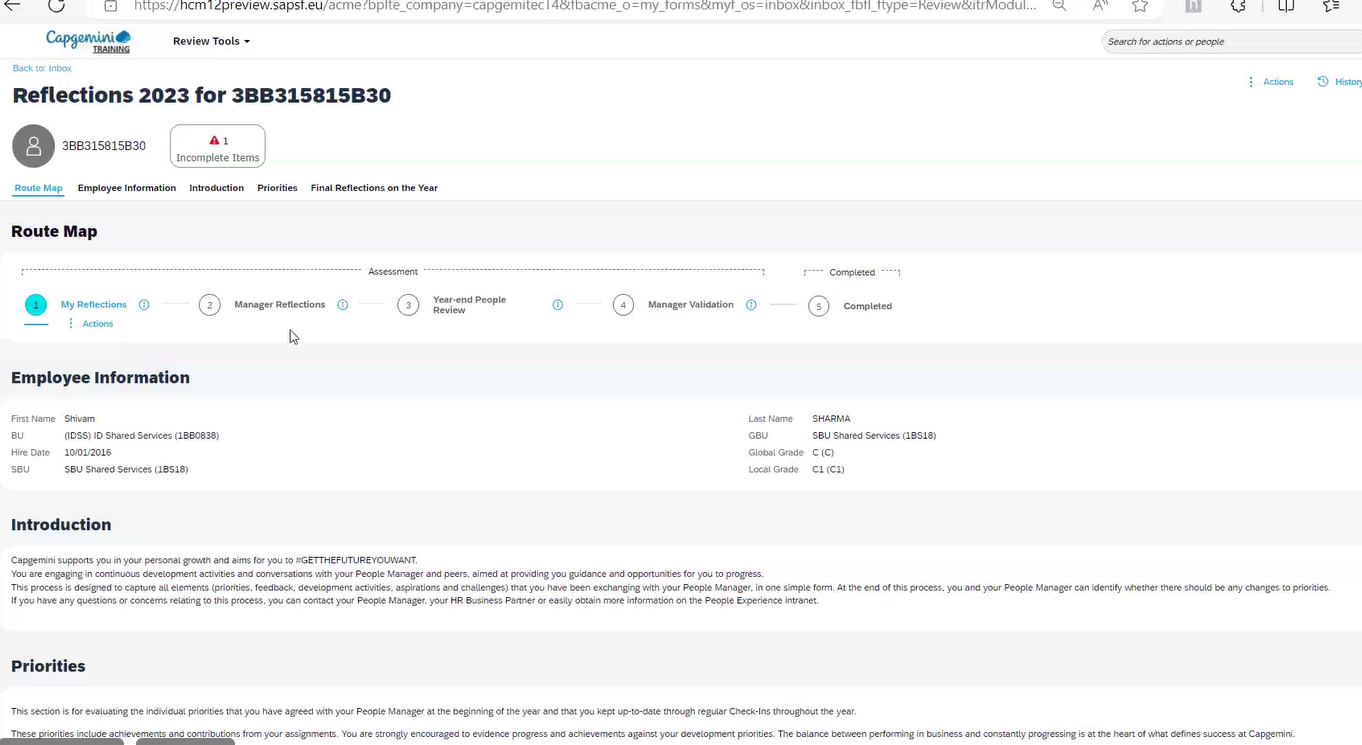 https://hcm12preview.sapsf.eu/acme?bplte_company=capgemitec14&fbacme_o=my_forms&myf_os=inbox&inbox_fbfl_ftype=Review&itrModul...
Capgemini
TRAINING
Review Tools
Search for actions or people
Back to: Inbox
Reflections 2023 for 3BB315815B30
Actions
History
3BB315815B30
1
Incomplete Items
Route Map Employee Information Introduction Priorities Final Reflections on the Year
Route Map
Assessment
Completed
1 My Reflections
2 Manager Reflections
3 Year-end People Review
4 Manager Validation
5 Completed
Actions
Employee Information
First Name Shivam
Last Name SHARMA
BU (IDSS) ID Shared Services (1BB0838)
GBU SBU Shared Services (1BS18)
Hire Date 10/01/2016
Global Grade C (C)
SBU SBU Shared Services (1BS18)
Local Grade C1 (C1)
Introduction
Capgemini supports you in your personal growth and aims for you to #GETTHEFUTUREYOUWANT.
You are engaging in continuous development activities and conversations with your People Manager and peers, aimed at providing you guidance and opportunities for you to progress.
This process is designed to capture all elements (priorities, feedback, development activities, aspirations and challenges) that you have been exchanging with your People Manager, in one simple form. At the end of this process, you and your People Manager can identify whether there should be any changes to priorities.
If you have any questions or concerns relating to this process, you can contact your People Manager, your HR Business Partner or easily obtain more information on the People Experience intranet.
Priorities
This section is for evaluating the individual priorities that you have agreed with your People Manager at the beginning of the year and that you kept up-to-date through regular Check-Ins throughout the year.
These priorities include achievements and contributions from your assignments. You are strongly encouraged to evidence progress and achievements against your development priorities. The balance between performing in business and constantly progressing is at the heart of what defines success at Capgemini.